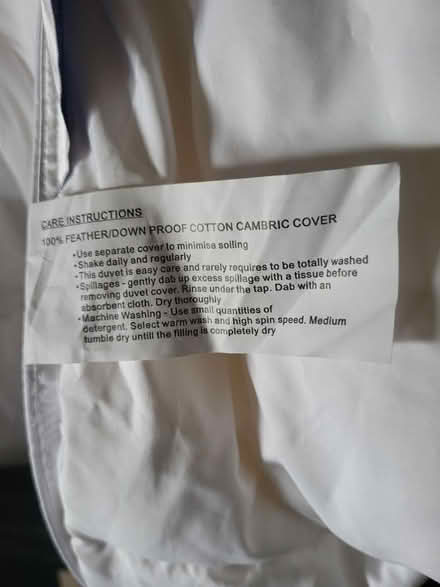 CARE INSTRUCTIONS
100% FEATHER/DOWN PROOF COTTON CAMBRIC COVER
•Use separate cover to minimise soiling
•Shake daily and regularly
•This duvet is easy care and rarely requires to be totally washed
•Spillages - gently dab up excess spillage with a tissue before
removing duvet cover. Rinse under the tap. Dab with an
absorbent cloth. Dry thoroughly
•Machine Washing - Use small quantities of
detergent. Select warm wash and high spin speed. Medium
tumble dry untill the filling is completely dry